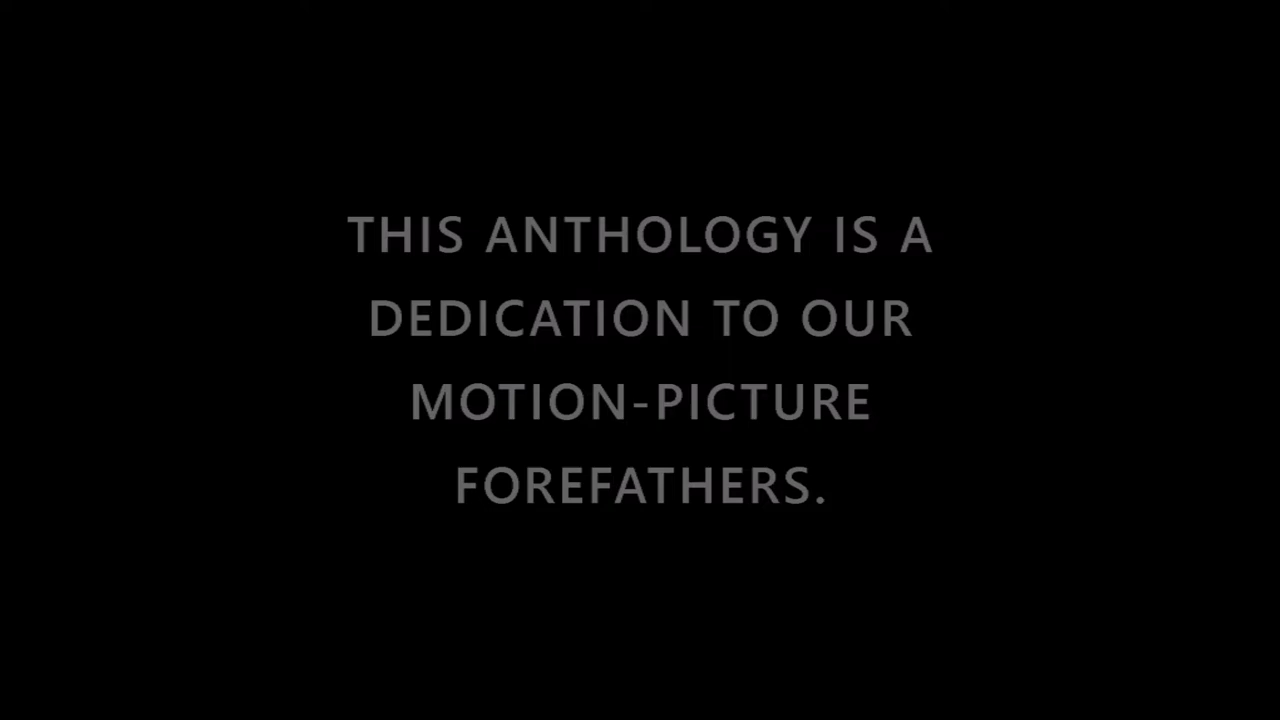 THIS ANTHOLOGY IS A
DEDICATION TO OUR
MOTION-PICTURE
FOREFATHERS.